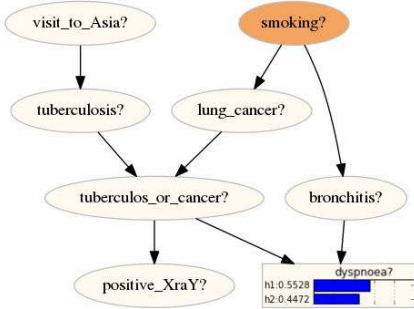 visit_to_Asia?
smoking?
tuberculosis?
lung_cancer?
tuberculos_or_cancer?
bronchitis?
positive_XraY?
dyspnoea?
h1:0.5528
h2:0.4472